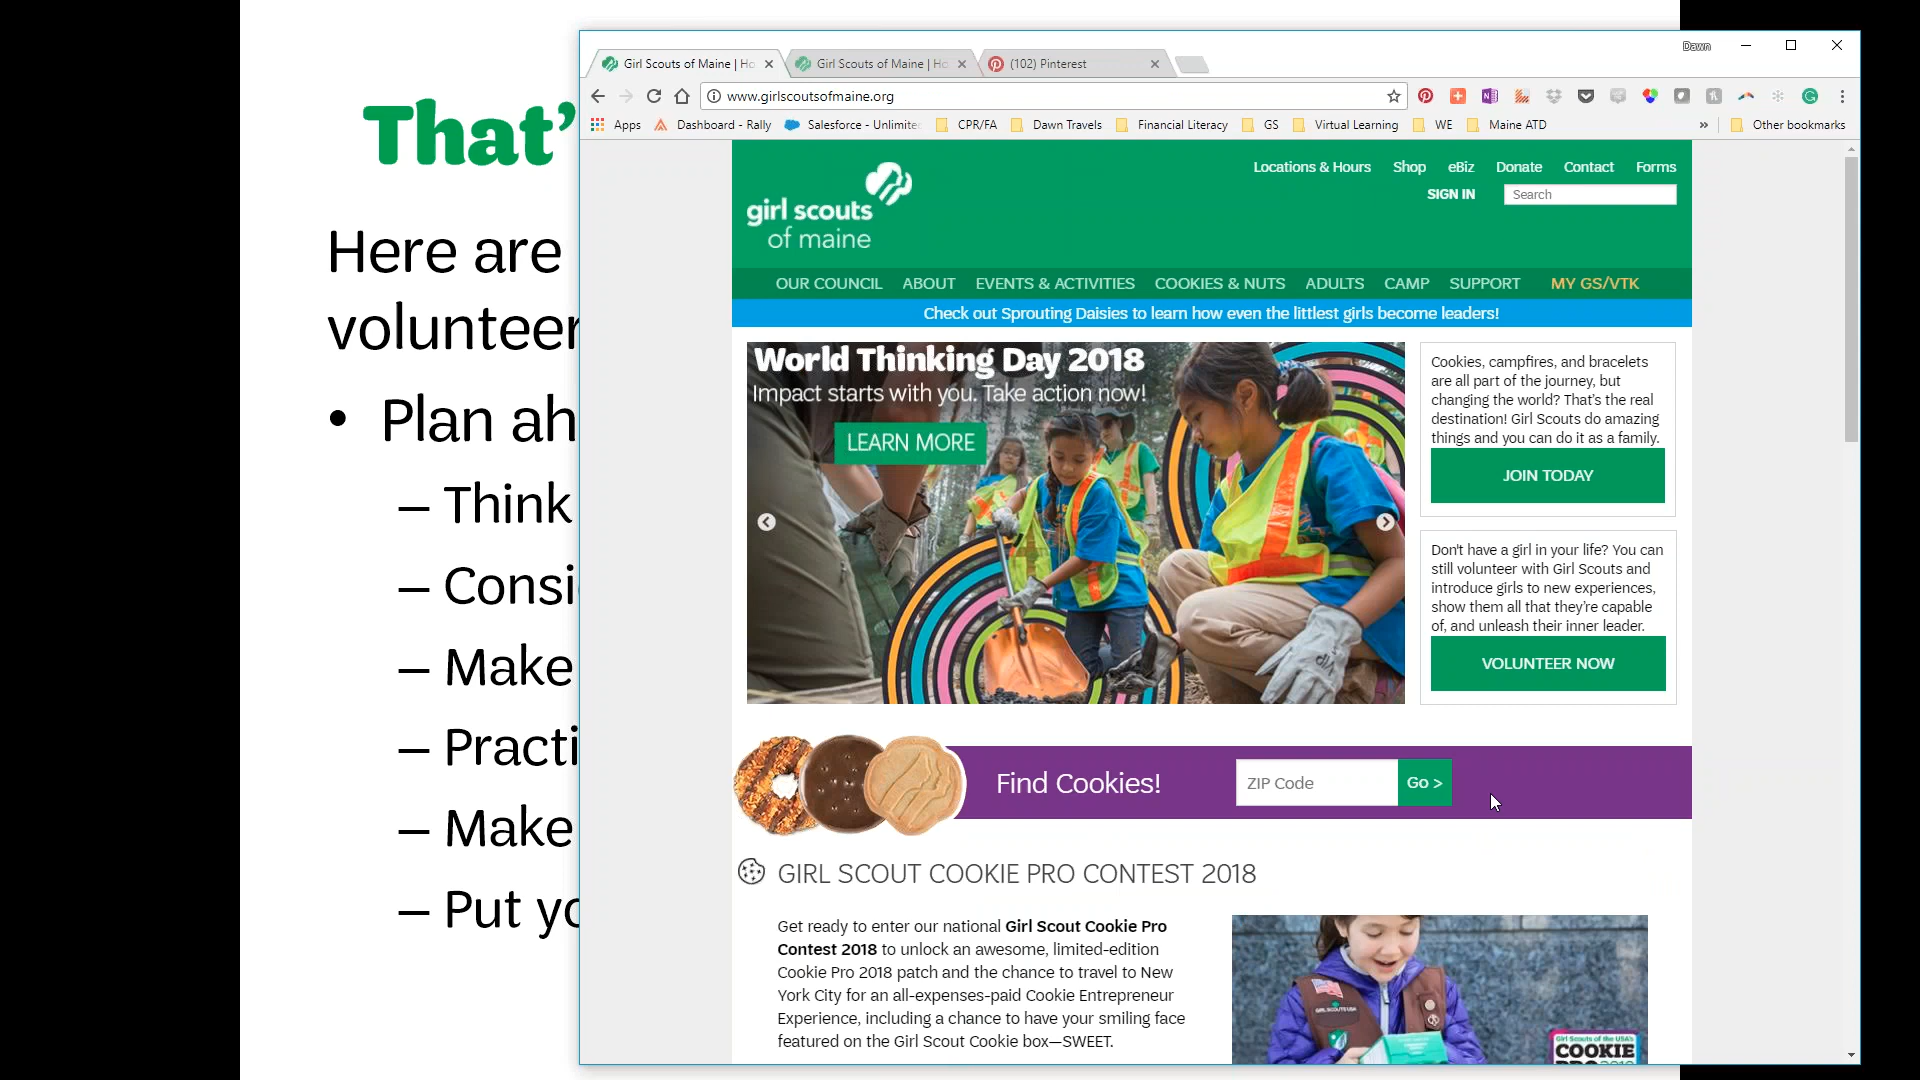 That'
Here are
volunteer
• Plan ah
– Think
– Consi
– Make
– Practi
– Make
– Put yo
Dawn
Girl Scouts of Maine | Ho
Girl Scouts of Maine | Ho
(102) Pinterest
www.girlscoutsofmaine.org
Apps
Dashboard - Rally
Salesforce - Unlimite
CPR/FA
Dawn Travels
Financial Literacy
GS
Virtual Learning
WE
Maine ATD
»
Other bookmarks
girl scouts
of maine
Locations & Hours Shop eBiz Donate Contact Forms
SIGN IN
Search
OUR COUNCIL ABOUT EVENTS & ACTIVITIES COOKIES & NUTS ADULTS CAMP SUPPORT MY GS/VTK
Check out Sprouting Daisies to learn how even the littlest girls become leaders!
World Thinking Day 2018
Impact starts with you. Take action now!
LEARN MORE
Cookies, campfires, and bracelets
are all part of the journey, but
changing the world? That's the real
destination! Girl Scouts do amazing
things and you can do it as a family.
JOIN TODAY
Don't have a girl in your life? You can
still volunteer with Girl Scouts and
introduce girls to new experiences,
show them all that they're capable
of, and unleash their inner leader.
VOLUNTEER NOW
Find Cookies!
ZIP Code
Go >
GIRL SCOUT COOKIE PRO CONTEST 2018
Get ready to enter our national Girl Scout Cookie Pro
Contest 2018 to unlock an awesome, limited-edition
Cookie Pro 2018 patch and the chance to travel to New
York City for an all-expenses-paid Cookie Entrepreneur
Experience, including a chance to have your smiling face
featured on the Girl Scout Cookie box—SWEET.
GIRL SCOUTS USA
Girl Scouts of the USA's
COOKIE
PRO 2018